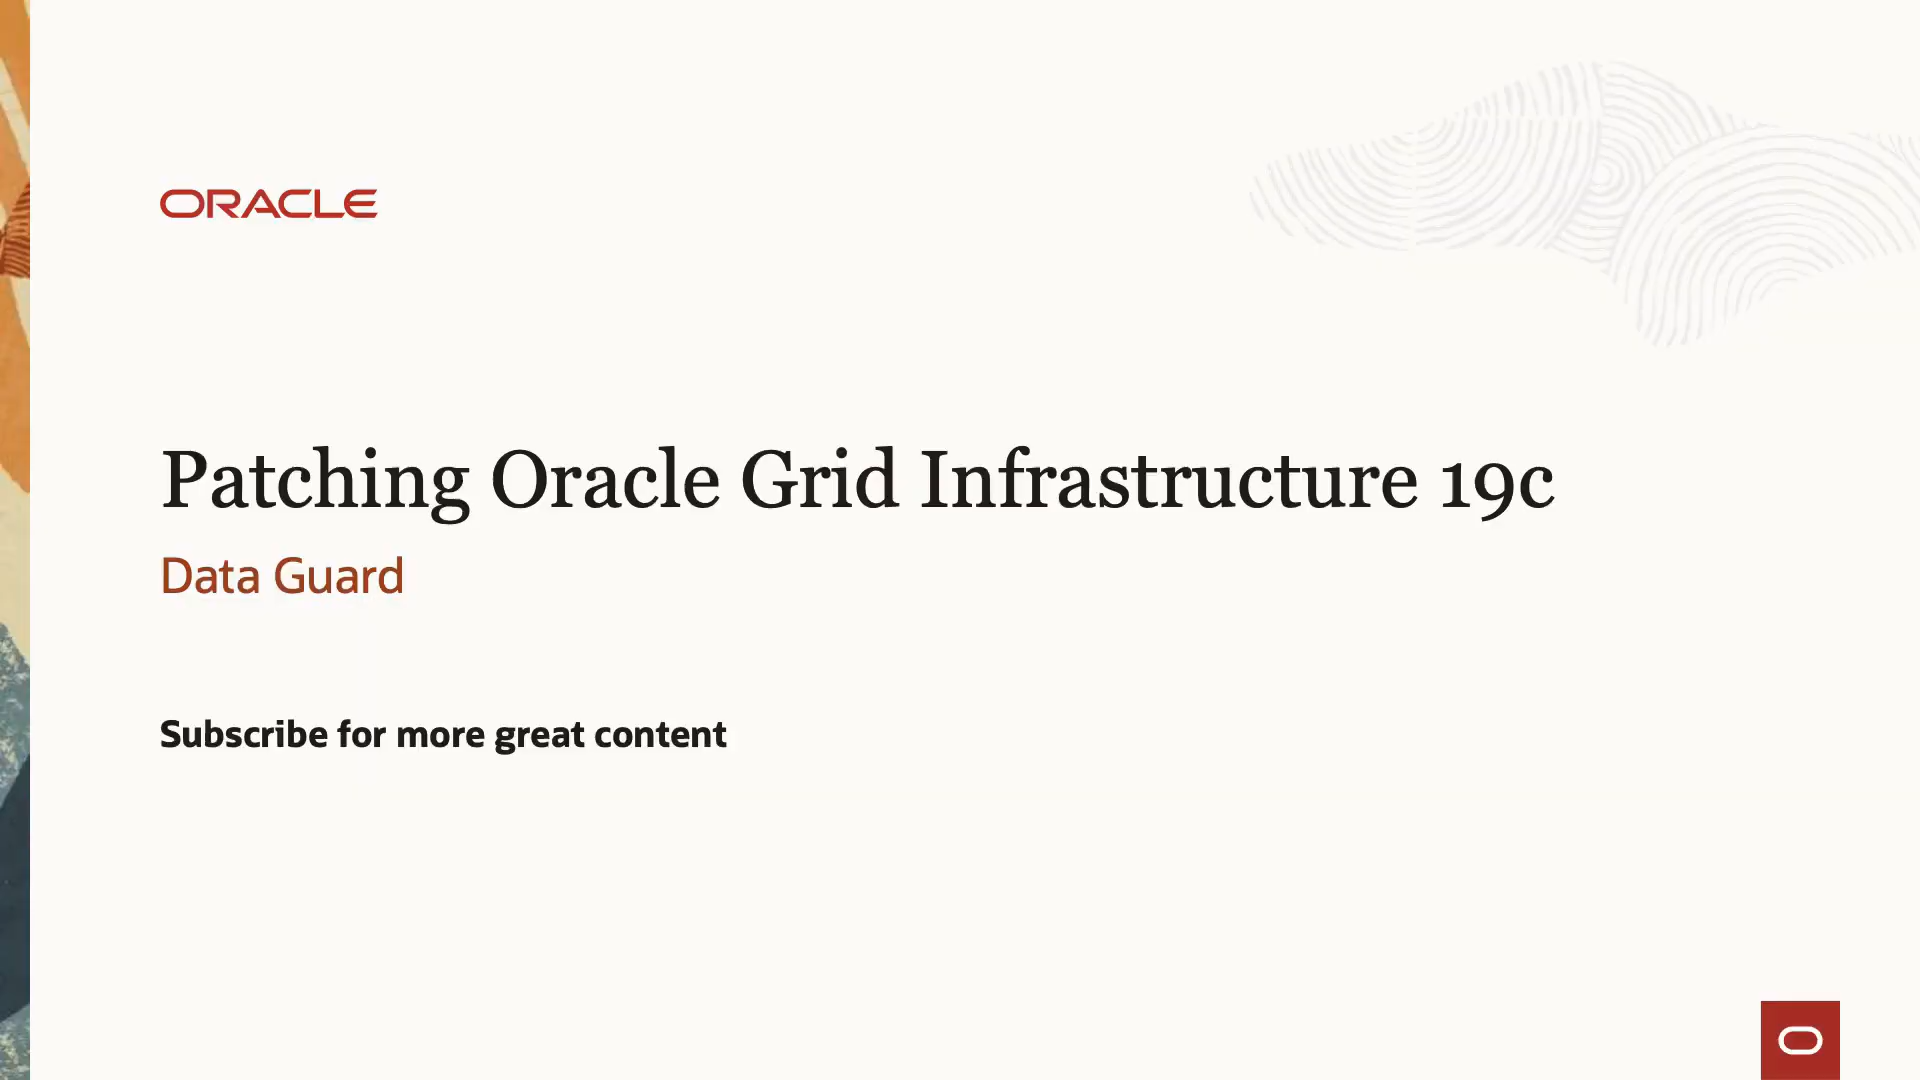 ORACLE
Patching Oracle Grid Infrastructure 19c
Data Guard
Subscribe for more great content